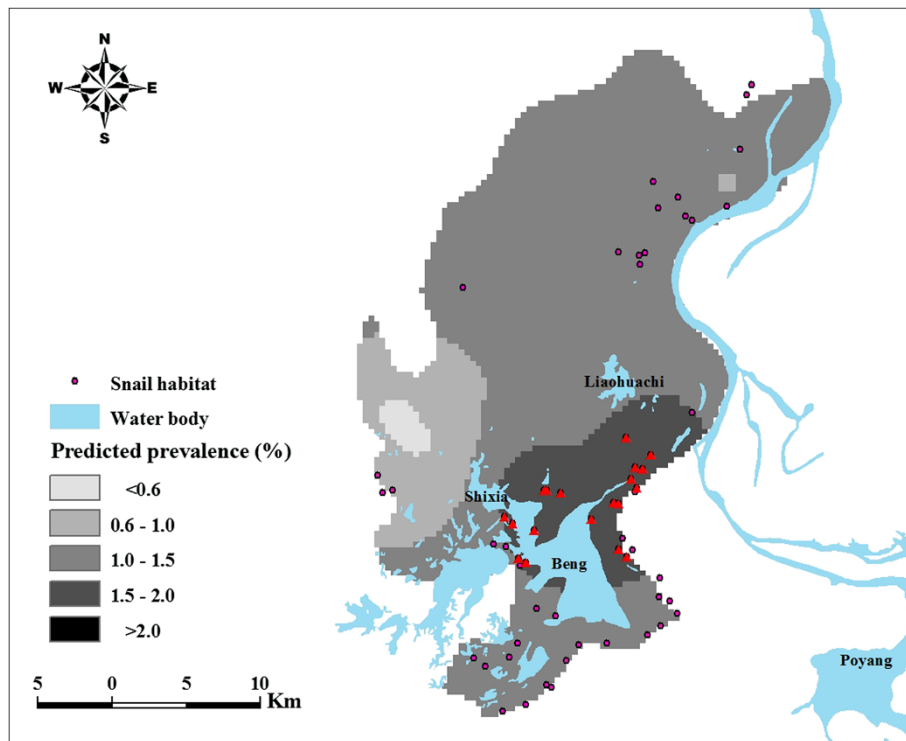 N
W E
S
Liaohuachi
Snail habitat
Water body
Predicted prevalence (%)
<0.6
Shixia
0.6 - 1.0
1.0 - 1.5
Beng
1.5 - 2.0
>2.0
Poyang
5 0 5 10 Km